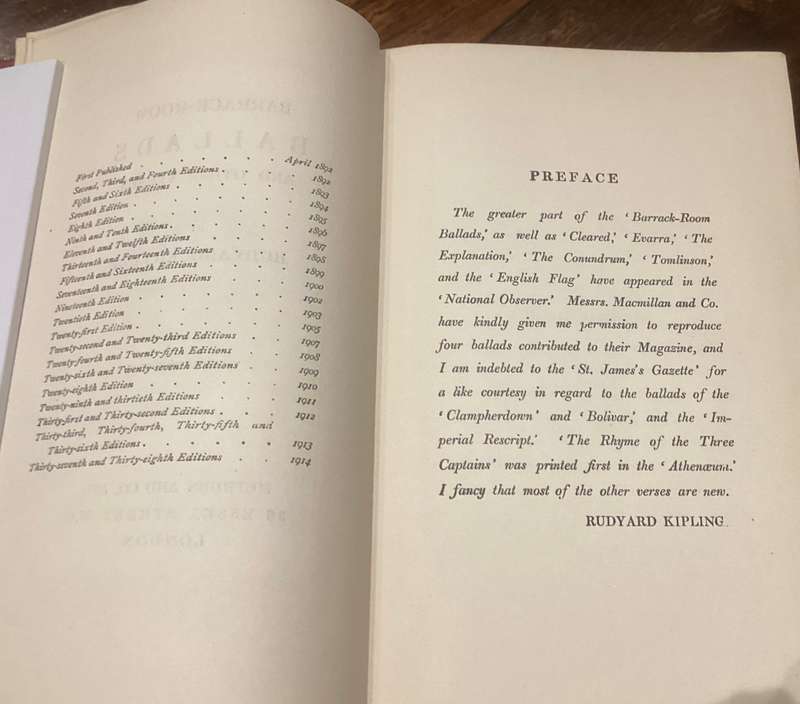 First Published . . . . . . April 1892
Second, Third, and Fourth Editions . . . . 1892
Fifth and Sixth Editions . . . . . 1893
Seventh Edition . . . . . . 1894
Eighth Edition . . . . . . 1895
Ninth and Tenth Editions . . . . . 1896
Eleventh and Twelfth Editions . . . . 1897
Thirteenth and Fourteenth Editions . . . 1898
Fifteenth and Sixteenth Editions . . . . 1899
Seventeenth and Eighteenth Editions . . . 1900
Nineteenth Edition . . . . . . 1902
Twentieth Edition . . . . . . 1903
Twenty-first Edition . . . . . . 1905
Twenty-second and Twenty-third Editions . . 1907
Twenty-fourth and Twenty-fifth Editions . . 1908
Twenty-sixth and Twenty-seventh Editions . . 1909
Twenty-eighth Edition . . . . . . 1910
Twenty-ninth and thirtieth Editions . . . 1911
Thirty-first and Thirty-second Editions . . . 1912
Thirty-third, Thirty-fourth, Thirty-fifth and
Thirty-sixth Editions . . . . . . 1913
Thirty-seventh and Thirty-eighth Editions . . 1914
PREFACE
The greater part of the ‘Barrack-Room
Ballads,’ as well as ‘Cleared,’ ‘Evarra,’ ‘The
Explanation,’ ‘The Conundrum,’ ‘Tomlinson,’
and the ‘English Flag’ have appeared in the
‘National Observer.’ Messrs. Macmillan and Co.
have kindly given me permission to reproduce
four ballads contributed to their Magazine, and
I am indebted to the ‘St. James’s Gazette’ for
a like courtesy in regard to the ballads of the
‘Clampherdown’ and ‘Bolivar,’ and the ‘Im-
perial Rescript.’ ‘The Rhyme of the Three
Captains’ was printed first in the ‘Athenæum.’
I fancy that most of the other verses are new.
RUDYARD KIPLING.